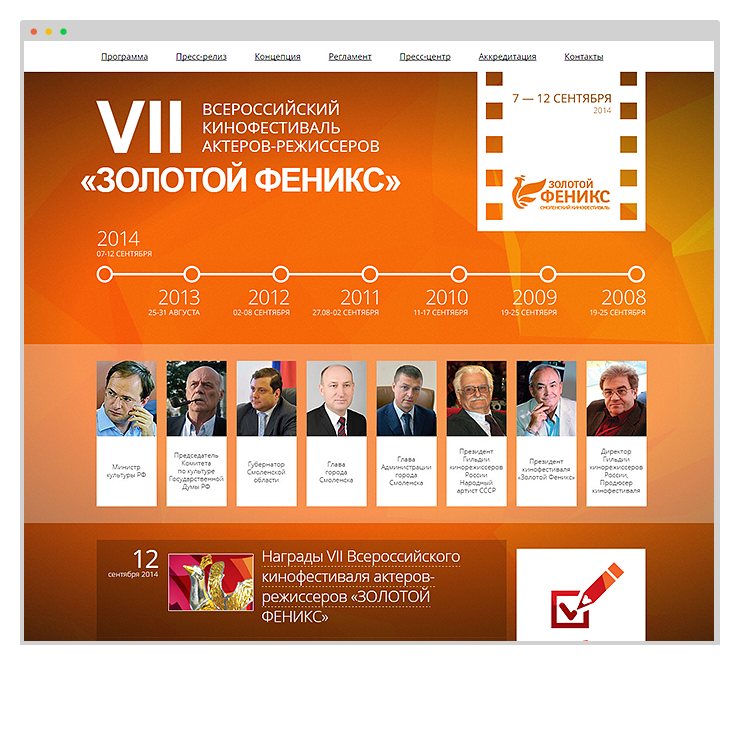 Программа Пресс-релиз Концепция Регламент Пресс-центр Аккредитация Контакты
VII
ВСЕРОССИЙСКИЙ
КИНОФЕСТИВАЛЬ
АКТЕРОВ-РЕЖИССЕРОВ
«ЗОЛОТОЙ ФЕНИКС»
7 — 12 СЕНТЯБРЯ
2014
ЗОЛОТОЙ
ФЕНИКС
СМОЛЕНСКИЙ КИНОФЕСТИВАЛЬ
2014
07-12 СЕНТЯБРЯ
2013
25-31 АВГУСТА
2012
02-08 СЕНТЯБРЯ
2011
27.08-02 СЕНТЯБРЯ
2010
11-17 СЕНТЯБРЯ
2009
19-25 СЕНТЯБРЯ
2008
19-25 СЕНТЯБРЯ
Министр
культуры РФ
Председатель
Комитета
по культуре
Государственной
Думы РФ
Губернатор
Смоленской
области
Глава
города
Смоленска
Глава
Администрации
города
Смоленска
Президент
Гильдии
кинорежиссеров
России
Народный
артист СССР
Президент
кинофестиваля
«Золотой Феникс»
Директор
Гильдии
кинорежиссеров
России,
Продюсер
кинофестиваля
12
сентября 2014
Награды VII Всероссийского
кинофестиваля актеров-
режиссеров «ЗОЛОТОЙ
ФЕНИКС»